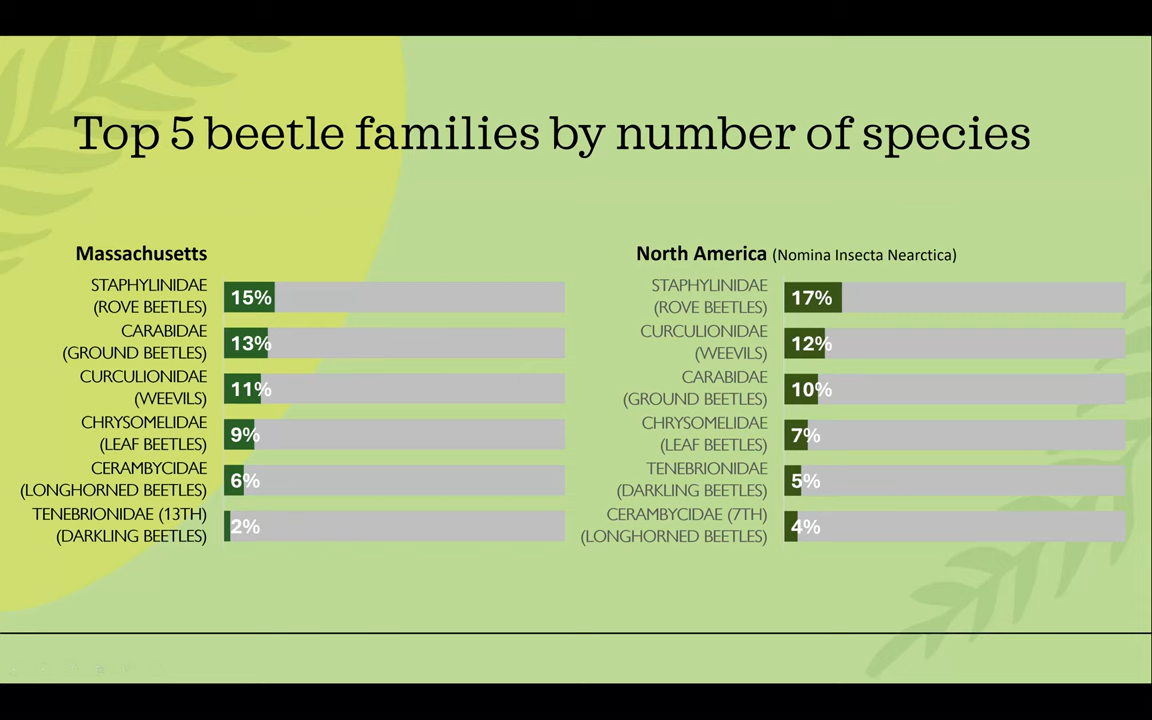 Top 5 beetle families by number of species
Massachusetts
STAPHYLINIDAE
(ROVE BEETLES)
15%
CARABIDAE
(GROUND BEETLES)
13%
CURCULIONIDAE
(WEEVILS)
11%
CHRYSOMELIDAE
(LEAF BEETLES)
9%
CERAMBYCIDAE
(LONGHORNED BEETLES)
6%
TENEBRIONIDAE (13TH)
(DARKLING BEETLES)
2%
North America (Nomina Insecta Nearctica)
STAPHYLINIDAE
(ROVE BEETLES)
17%
CURCULIONIDAE
(WEEVILS)
12%
CARABIDAE
(GROUND BEETLES)
10%
CHRYSOMELIDAE
(LEAF BEETLES)
7%
TENEBRIONIDAE
(DARKLING BEETLES)
5%
CERAMBYCIDAE (7TH)
(LONGHORNED BEETLES)
4%